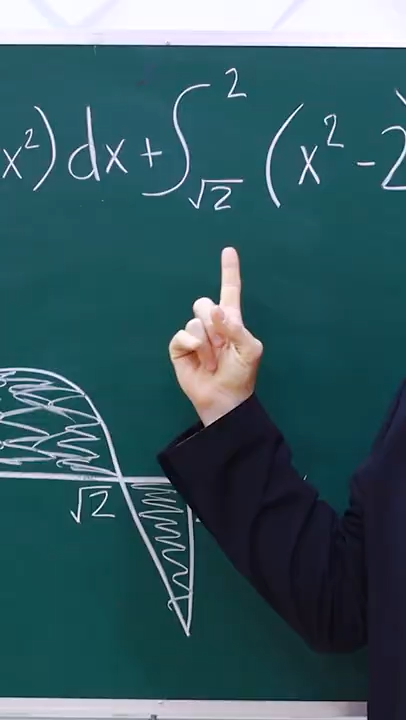 x²) dx + ∫_{√2}^{2} (x² - 2
√2